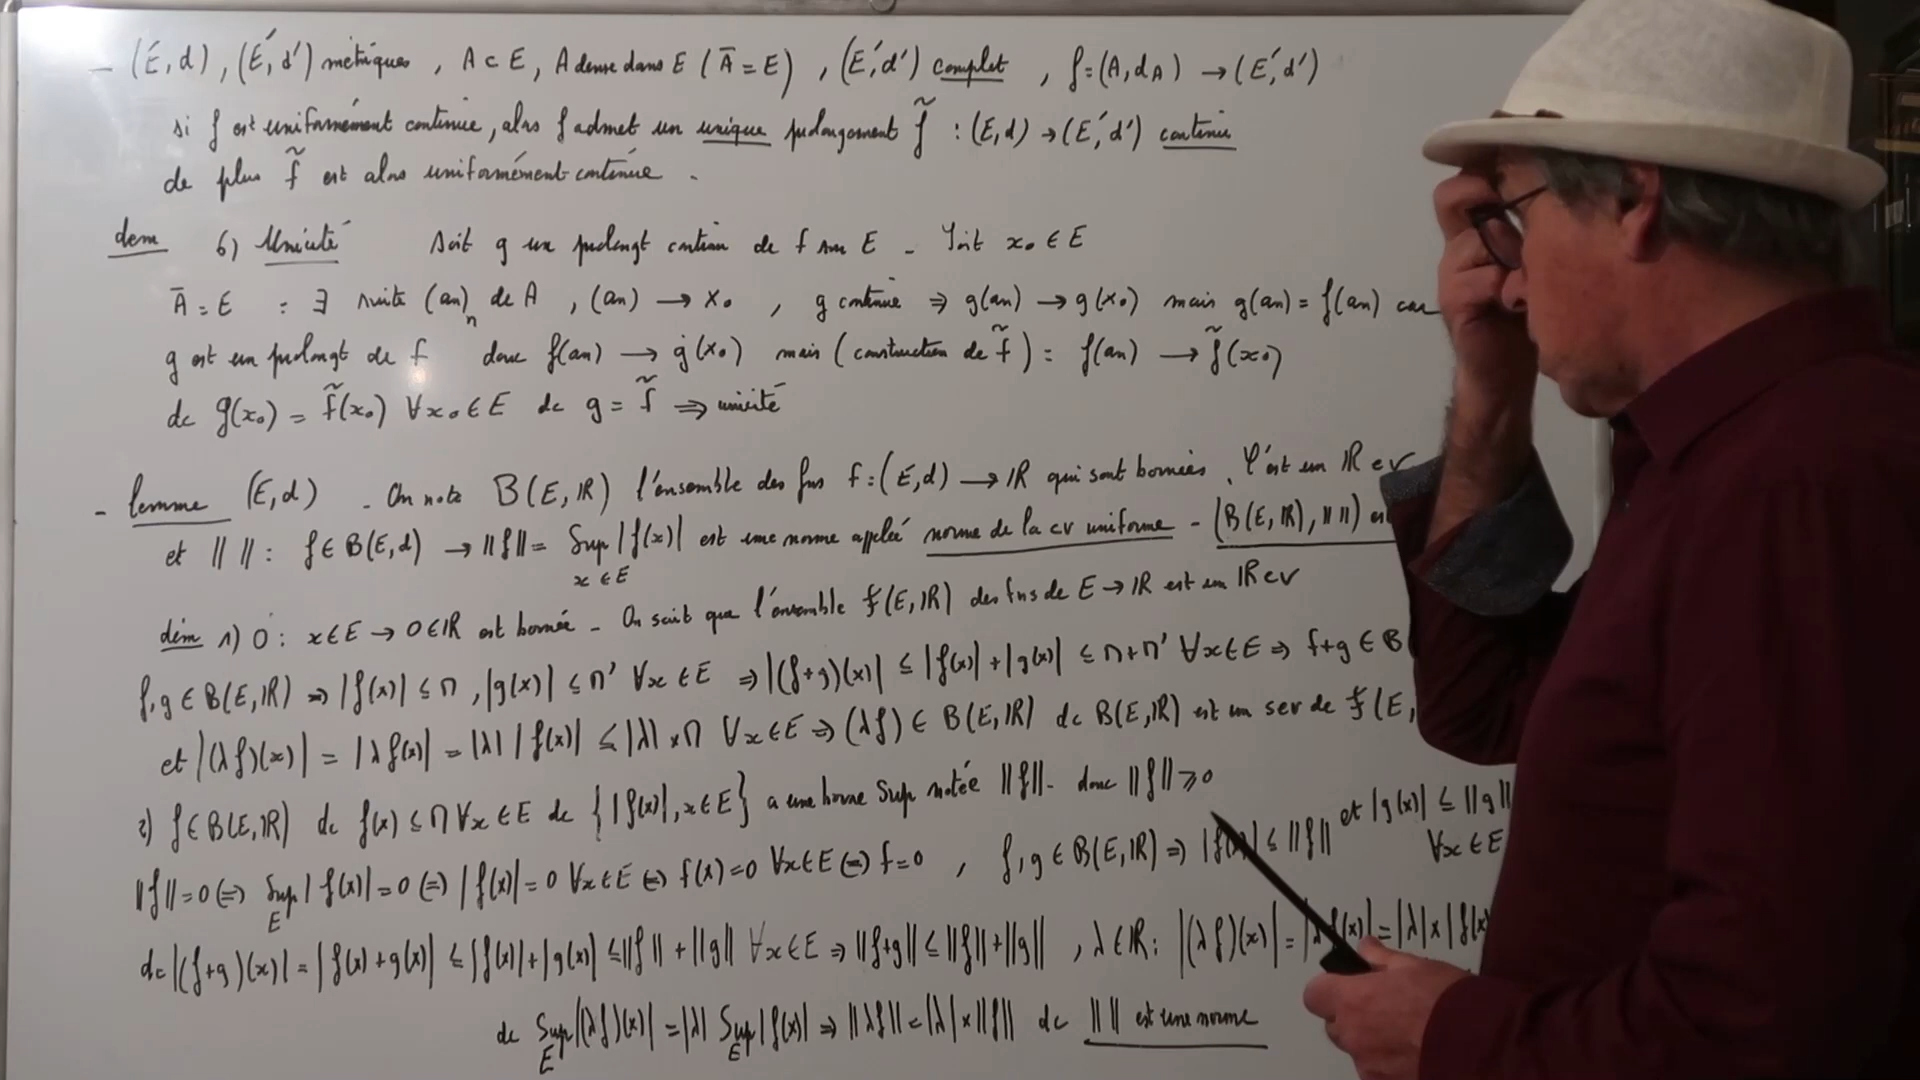 - (E, d), (E', d') métriques, A ⊂ E, A dense dans E (Ā = E), (E', d') complet, f : (A, d_A) → (E', d')
si f est uniformément continue, alors f admet un unique prolongement f̃ : (E, d) → (E', d') continu
de plus f̃ est alors uniformément continue.
dem 6) Unicité Soit g un prolongt continu de f sur E - Soit x₀ ∈ E
Ā = E : ∃ suite (an)n de A, (an) → x₀, g continue ⇒ g(an) → g(x₀) mais g(an) = f(an) car
g est un prolongt de f donc f(an) → g(x₀) mais (construction de f̃) : f(an) → f̃(x₀)
dc g(x₀) = f̃(x₀) ∀x₀ ∈ E dc g = f̃ ⇒ unicité
- lemme (E, d) - On note B(E, ℝ) l'ensemble des fns f : (E, d) → ℝ qui sont bornées. C'est un ℝ ev
et ‖ ‖ : f ∈ B(E, d) → ‖f‖ = Sup |f(x)| est une norme applée norme de la cv uniforme - (B(E, ℝ), ‖ ‖) es
x ∈ E
dém 1) 0 : x ∈ E → 0 ∈ ℝ est bornée - On sait que l'ensemble F(E, ℝ) des fns de E → ℝ est un ℝ ev
f, g ∈ B(E, ℝ) ⇒ |f(x)| ≤ M, |g(x)| ≤ M' ∀x ∈ E ⇒ |(f+g)(x)| ≤ |f(x)| + |g(x)| ≤ M+M' ∀x ∈ E ⇒ f+g ∈ B
et |(λf)(x)| = |λf(x)| = |λ| |f(x)| ≤ |λ| × M ∀x ∈ E ⇒ (λf) ∈ B(E, ℝ) dc B(E, ℝ) est un sev de F(E,
2) f ∈ B(E, ℝ) dc f(x) ≤ M ∀x ∈ E dc {|f(x)|, x ∈ E} a une borne Sup notée ‖f‖. donc ‖f‖ ≥ 0
‖f‖ = 0 ⇔ Sup |f(x)| = 0 ⇔ |f(x)| = 0 ∀x ∈ E ⇔ f(x) = 0 ∀x ∈ E ⇔ f = 0, f, g ∈ B(E, ℝ) ⇒ |f(x)| ≤ ‖f‖ et |g(x)| ≤ ‖g‖
E ∀x ∈ E
dc |(f+g)(x)| = |f(x) + g(x)| ≤ |f(x)| + |g(x)| ≤ ‖f‖ + ‖g‖ ∀x ∈ E ⇒ ‖f+g‖ ≤ ‖f‖ + ‖g‖, λ ∈ ℝ : |(λf)(x)| = |λf(x)| = |λ| × |f(x)
dc Sup |(λf)(x)| = |λ| Sup |f(x)| ⇒ ‖λf‖ = |λ| × ‖f‖ dc ‖ ‖ est une norme
E E